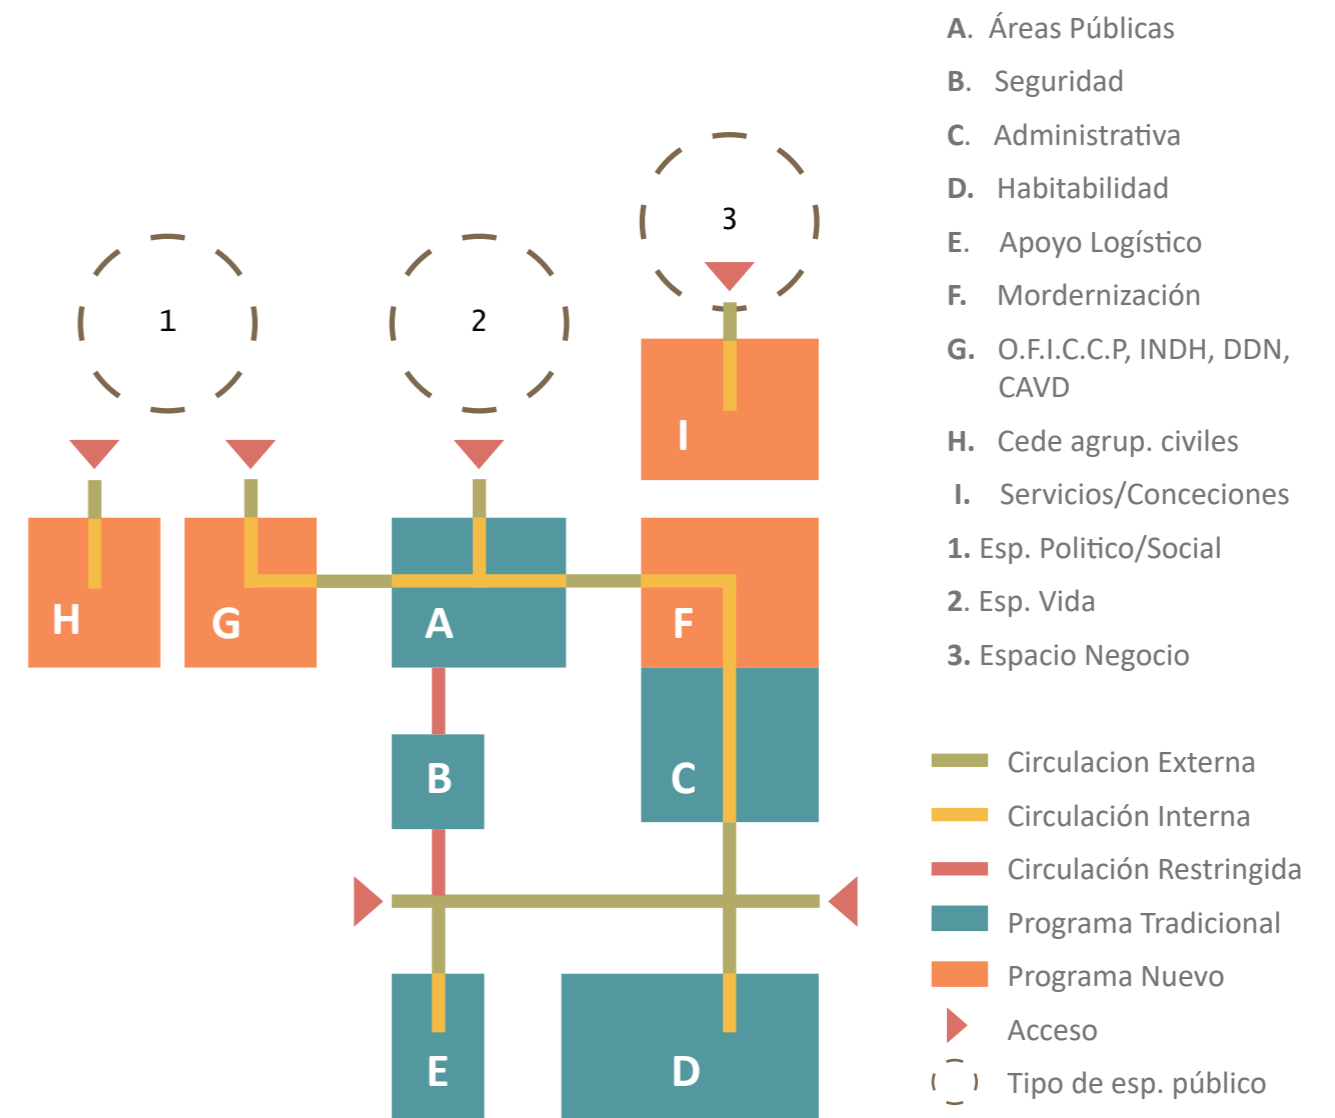 1
2
3
I
H
G
A
F
B
C
E
D
A. Áreas Públicas
B. Seguridad
C. Administrativa
D. Habitabilidad
E. Apoyo Logístico
F. Mordernización
G. O.F.I.C.C.P, INDH, DDN,
CAVD
H. Cede agrup. civiles
I. Servicios/Conceciones
1. Esp. Politico/Social
2. Esp. Vida
3. Espacio Negocio
Circulacion Externa
Circulación Interna
Circulación Restringida
Programa Tradicional
Programa Nuevo
Acceso
Tipo de esp. público